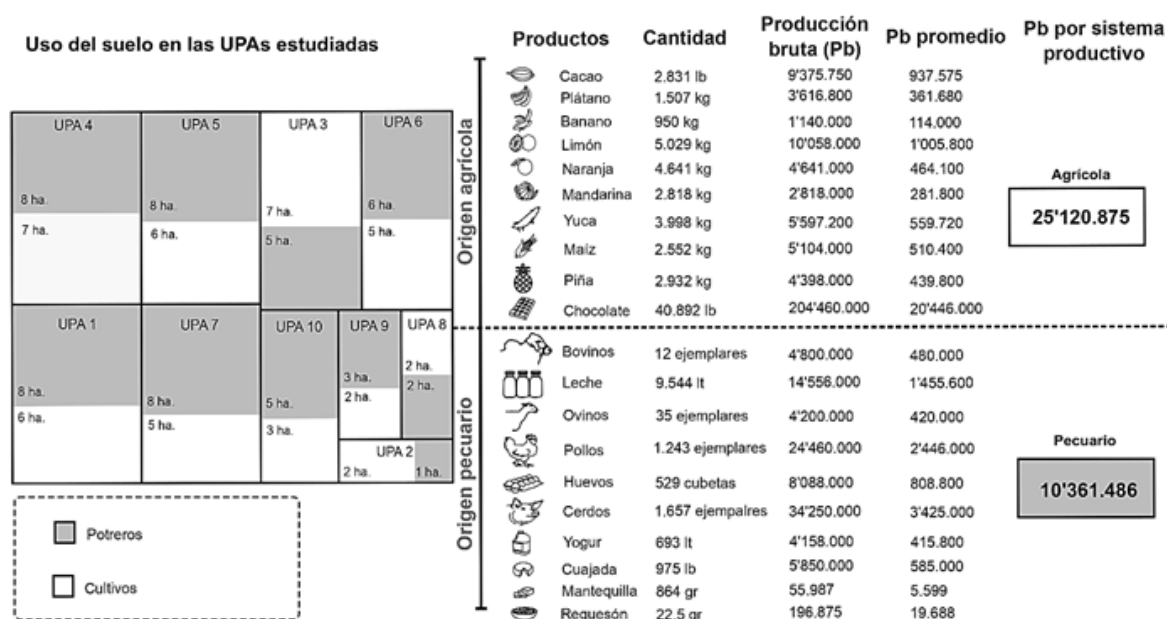 Uso del suelo en las UPAs estudiadas
UPA 4
8 ha.
7 ha.
UPA 5
8 ha.
6 ha.
UPA 3
7 ha.
5 ha.
UPA 6
6 ha.
5 ha.
UPA 1
8 ha.
6 ha.
UPA 7
8 ha.
5 ha.
UPA 10
5 ha.
3 ha.
UPA 9
3 ha.
2 ha.
UPA 8
2 ha.
2 ha.
UPA 2
2 ha.
1 ha.
Potreros
Cultivos
Productos Cantidad Producción bruta (Pb) Pb promedio Pb por sistema productivo
Origen agrícola
Cacao 2.831 lb 9'375.750 937.575
Plátano 1.507 kg 3'616.800 361.680
Banano 950 kg 1'140.000 114.000
Limón 5.029 kg 10'058.000 1'005.800
Naranja 4.641 kg 4'641.000 464.100
Mandarina 2.818 kg 2'818.000 281.800
Yuca 3.998 kg 5'597.200 559.720
Maíz 2.552 kg 5'104.000 510.400
Piña 2.932 kg 4'398.000 439.800
Chocolate 40.892 lb 204'460.000 20'446.000
Agrícola
25'120.875
Origen pecuario
Bovinos 12 ejemplares 4'800.000 480.000
Leche 9.544 lt 14'556.000 1'455.600
Ovinos 35 ejemplares 4'200.000 420.000
Pollos 1.243 ejemplares 24'460.000 2'446.000
Huevos 529 cubetas 8'088.000 808.800
Cerdos 1.657 ejempalres 34'250.000 3'425.000
Yogur 693 lt 4'158.000 415.800
Cuajada 975 lb 5'850.000 585.000
Mantequilla 864 gr 55.987 5.599
Requesón 22.5 gr 196.875 19.688
Pecuario
10'361.486